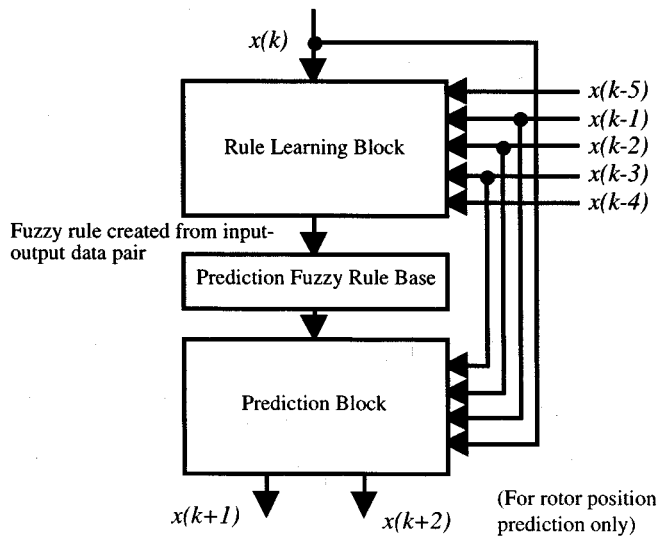 x(k)
x(k-5)
x(k-1)
x(k-2)
x(k-3)
x(k-4)
Rule Learning Block
Fuzzy rule created from input-
output data pair
Prediction Fuzzy Rule Base
Prediction Block
x(k+1)
x(k+2)
(For rotor position
prediction only)